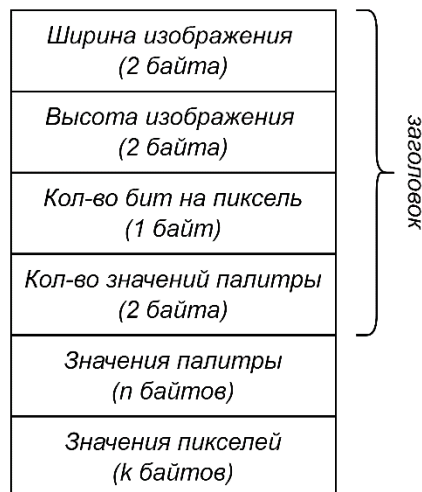 Ширина изображения
(2 байта)
Высота изображения
(2 байта)
Кол-во бит на пиксель
(1 байт)
Кол-во значений палитры
(2 байта)
заголовок
Значения палитры
(n байтов)
Значения пикселей
(k байтов)